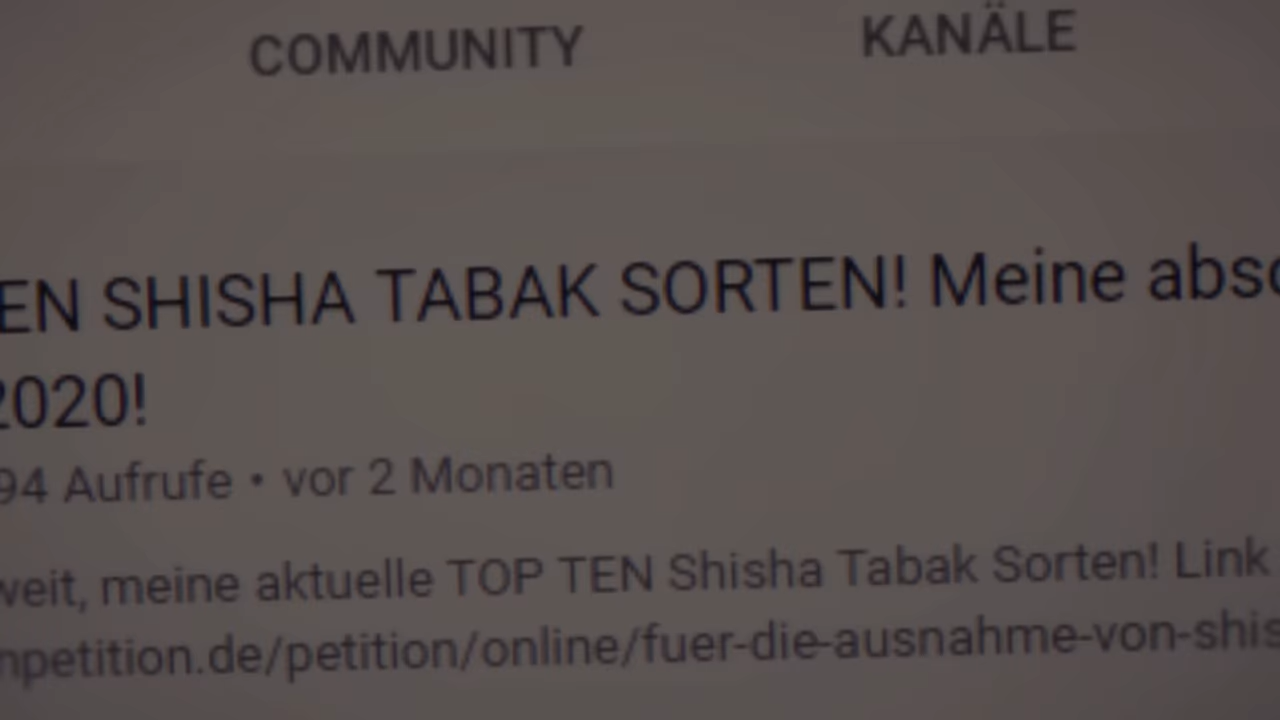 COMMUNITY KANÄLE
EN SHISHA TABAK SORTEN! Meine abso
2020!
94 Aufrufe • vor 2 Monaten
weit, meine aktuelle TOP TEN Shisha Tabak Sorten! Link
npetition.de/petition/online/fuer-die-ausnahme-von-shis